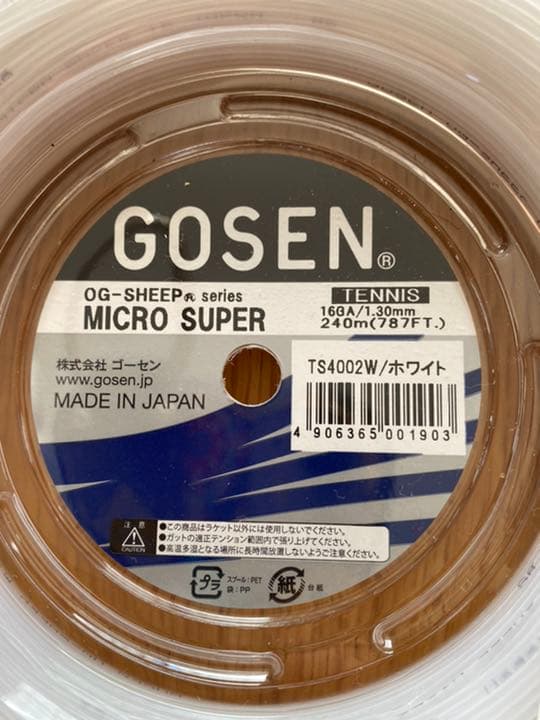 GOSEN®
OG-SHEEP® series
MICRO SUPER
TENNIS
16GA/1.30mm
240m(787FT.)
株式会社 ゴーセン
www.gosen.jp
MADE IN JAPAN
TS4002W/ホワイト
4 906365 001903
注意
CAUTION
●この商品はラケット以外には使用しないでください。
●ガットの適正テンション範囲内で張り上げてください。
●高温多湿となる場所に長時間放置しないようご注意ください。
プラ
スプール:PET
袋:PP
紙
台紙